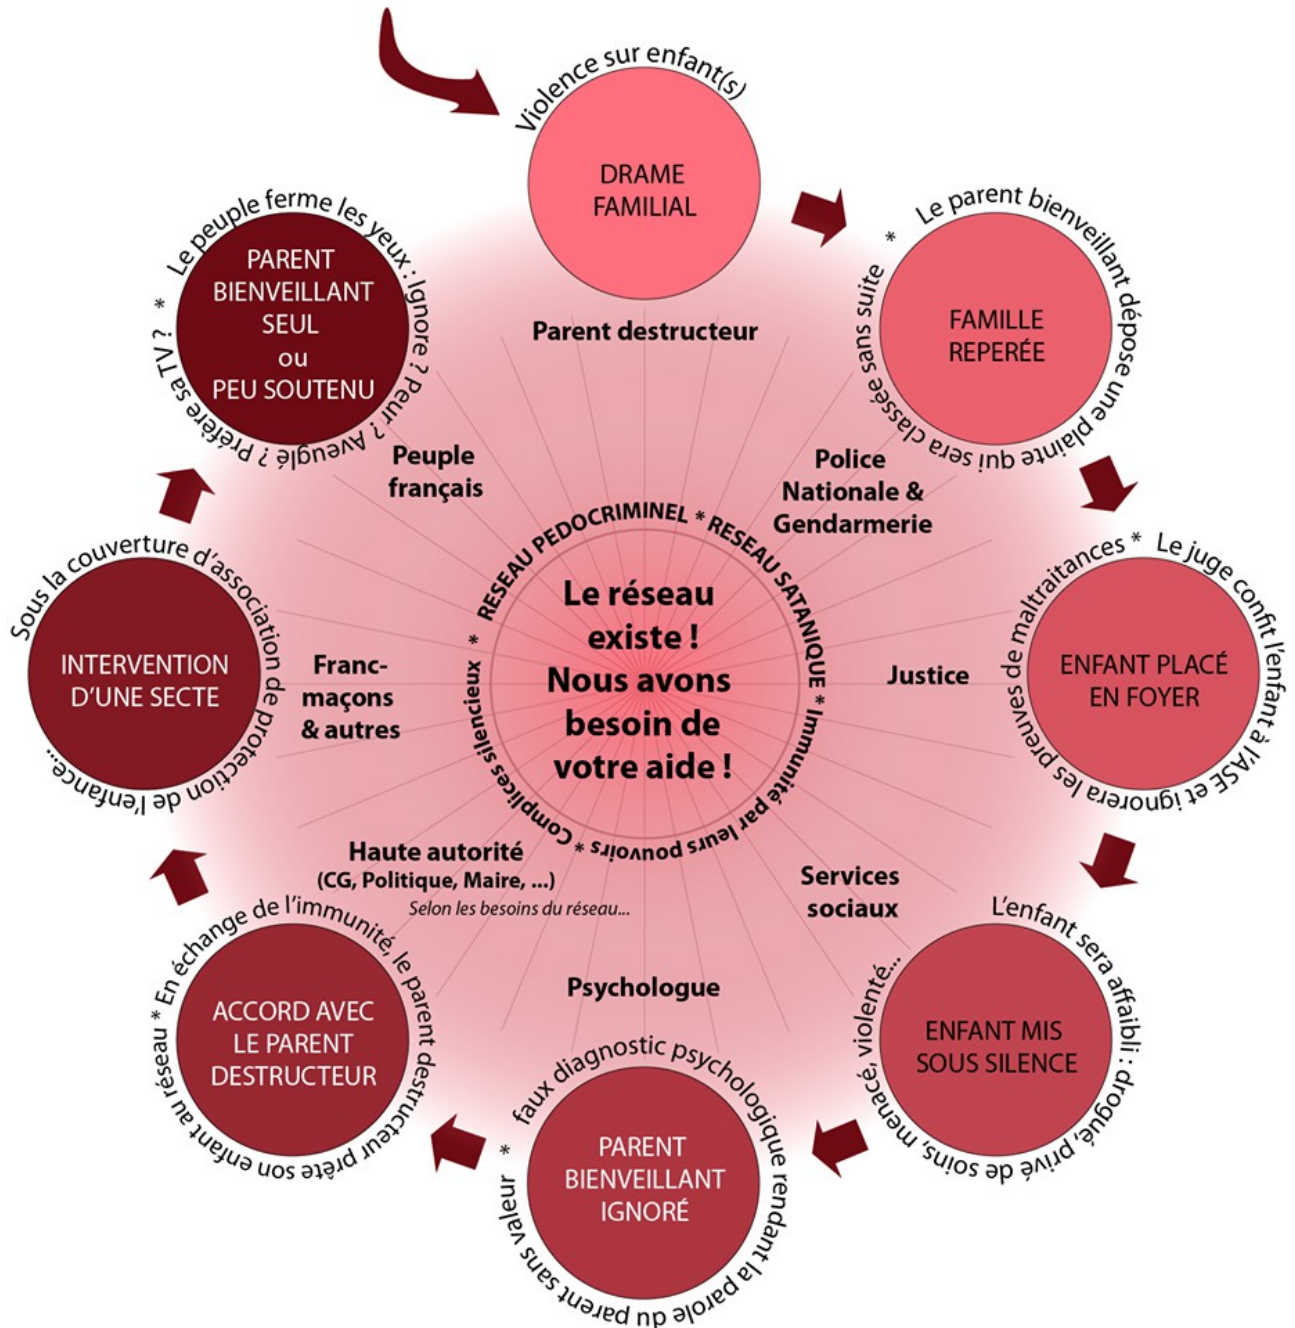 Violence sur enfant(s)
DRAME
FAMILIAL
Parent destructeur
* Le parent bienveillant dépose une plainte qui sera classée sans suite
FAMILLE
REPERÉE
Police
Nationale &
Gendarmerie
* Le juge confit l'enfant à l'ASE et ignorera les preuves de maltraitances
ENFANT PLACÉ
EN FOYER
Justice
L'enfant sera affaibli : drogué, privé de soins, menacé, violenté...
ENFANT MIS
SOUS SILENCE
Services
sociaux
* faux diagnostic psychologique rendant la parole du parent sans valeur
PARENT
BIENVEILLANT
IGNORÉ
Psychologue
* En échange de l'immunité, le parent destructeur prête son enfant au réseau
ACCORD AVEC
LE PARENT
DESTRUCTEUR
Haute autorité
(CG, Politique, Maire, ...)
Selon les besoins du réseau...
Sous la couverture d'association de protection de l'enfance...
INTERVENTION
D'UNE SECTE
Franc-
maçons
& autres
* Le peuple ferme les yeux : Ignore ? Peur ? Aveuglé ? Préfère sa TV ?
PARENT
BIENVEILLANT
SEUL
ou
PEU SOUTENU
Peuple
français
* RESEAU PEDOCRIMINEL * RESEAU SATANIQUE * Immunité par leurs pouvoirs * Complices silencieux
Le réseau
existe !
Nous avons
besoin de
votre aide !